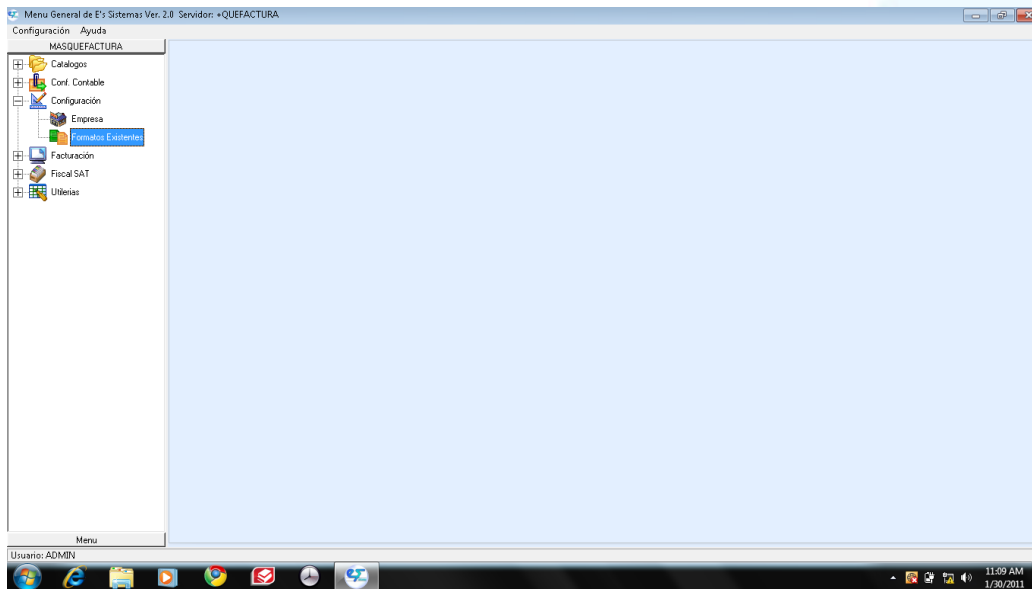 Menu General de E's Sistemas Ver. 2.0 Servidor: +QUEFACTURA
Configuración Ayuda
MASQUEFACTURA
Catalogos
Conf. Contable
Configuración
Empresa
Formatos Existentes
Facturación
Fiscal SAT
Utilerias
Menu
Usuario: ADMIN
11:09 AM
1/30/2011